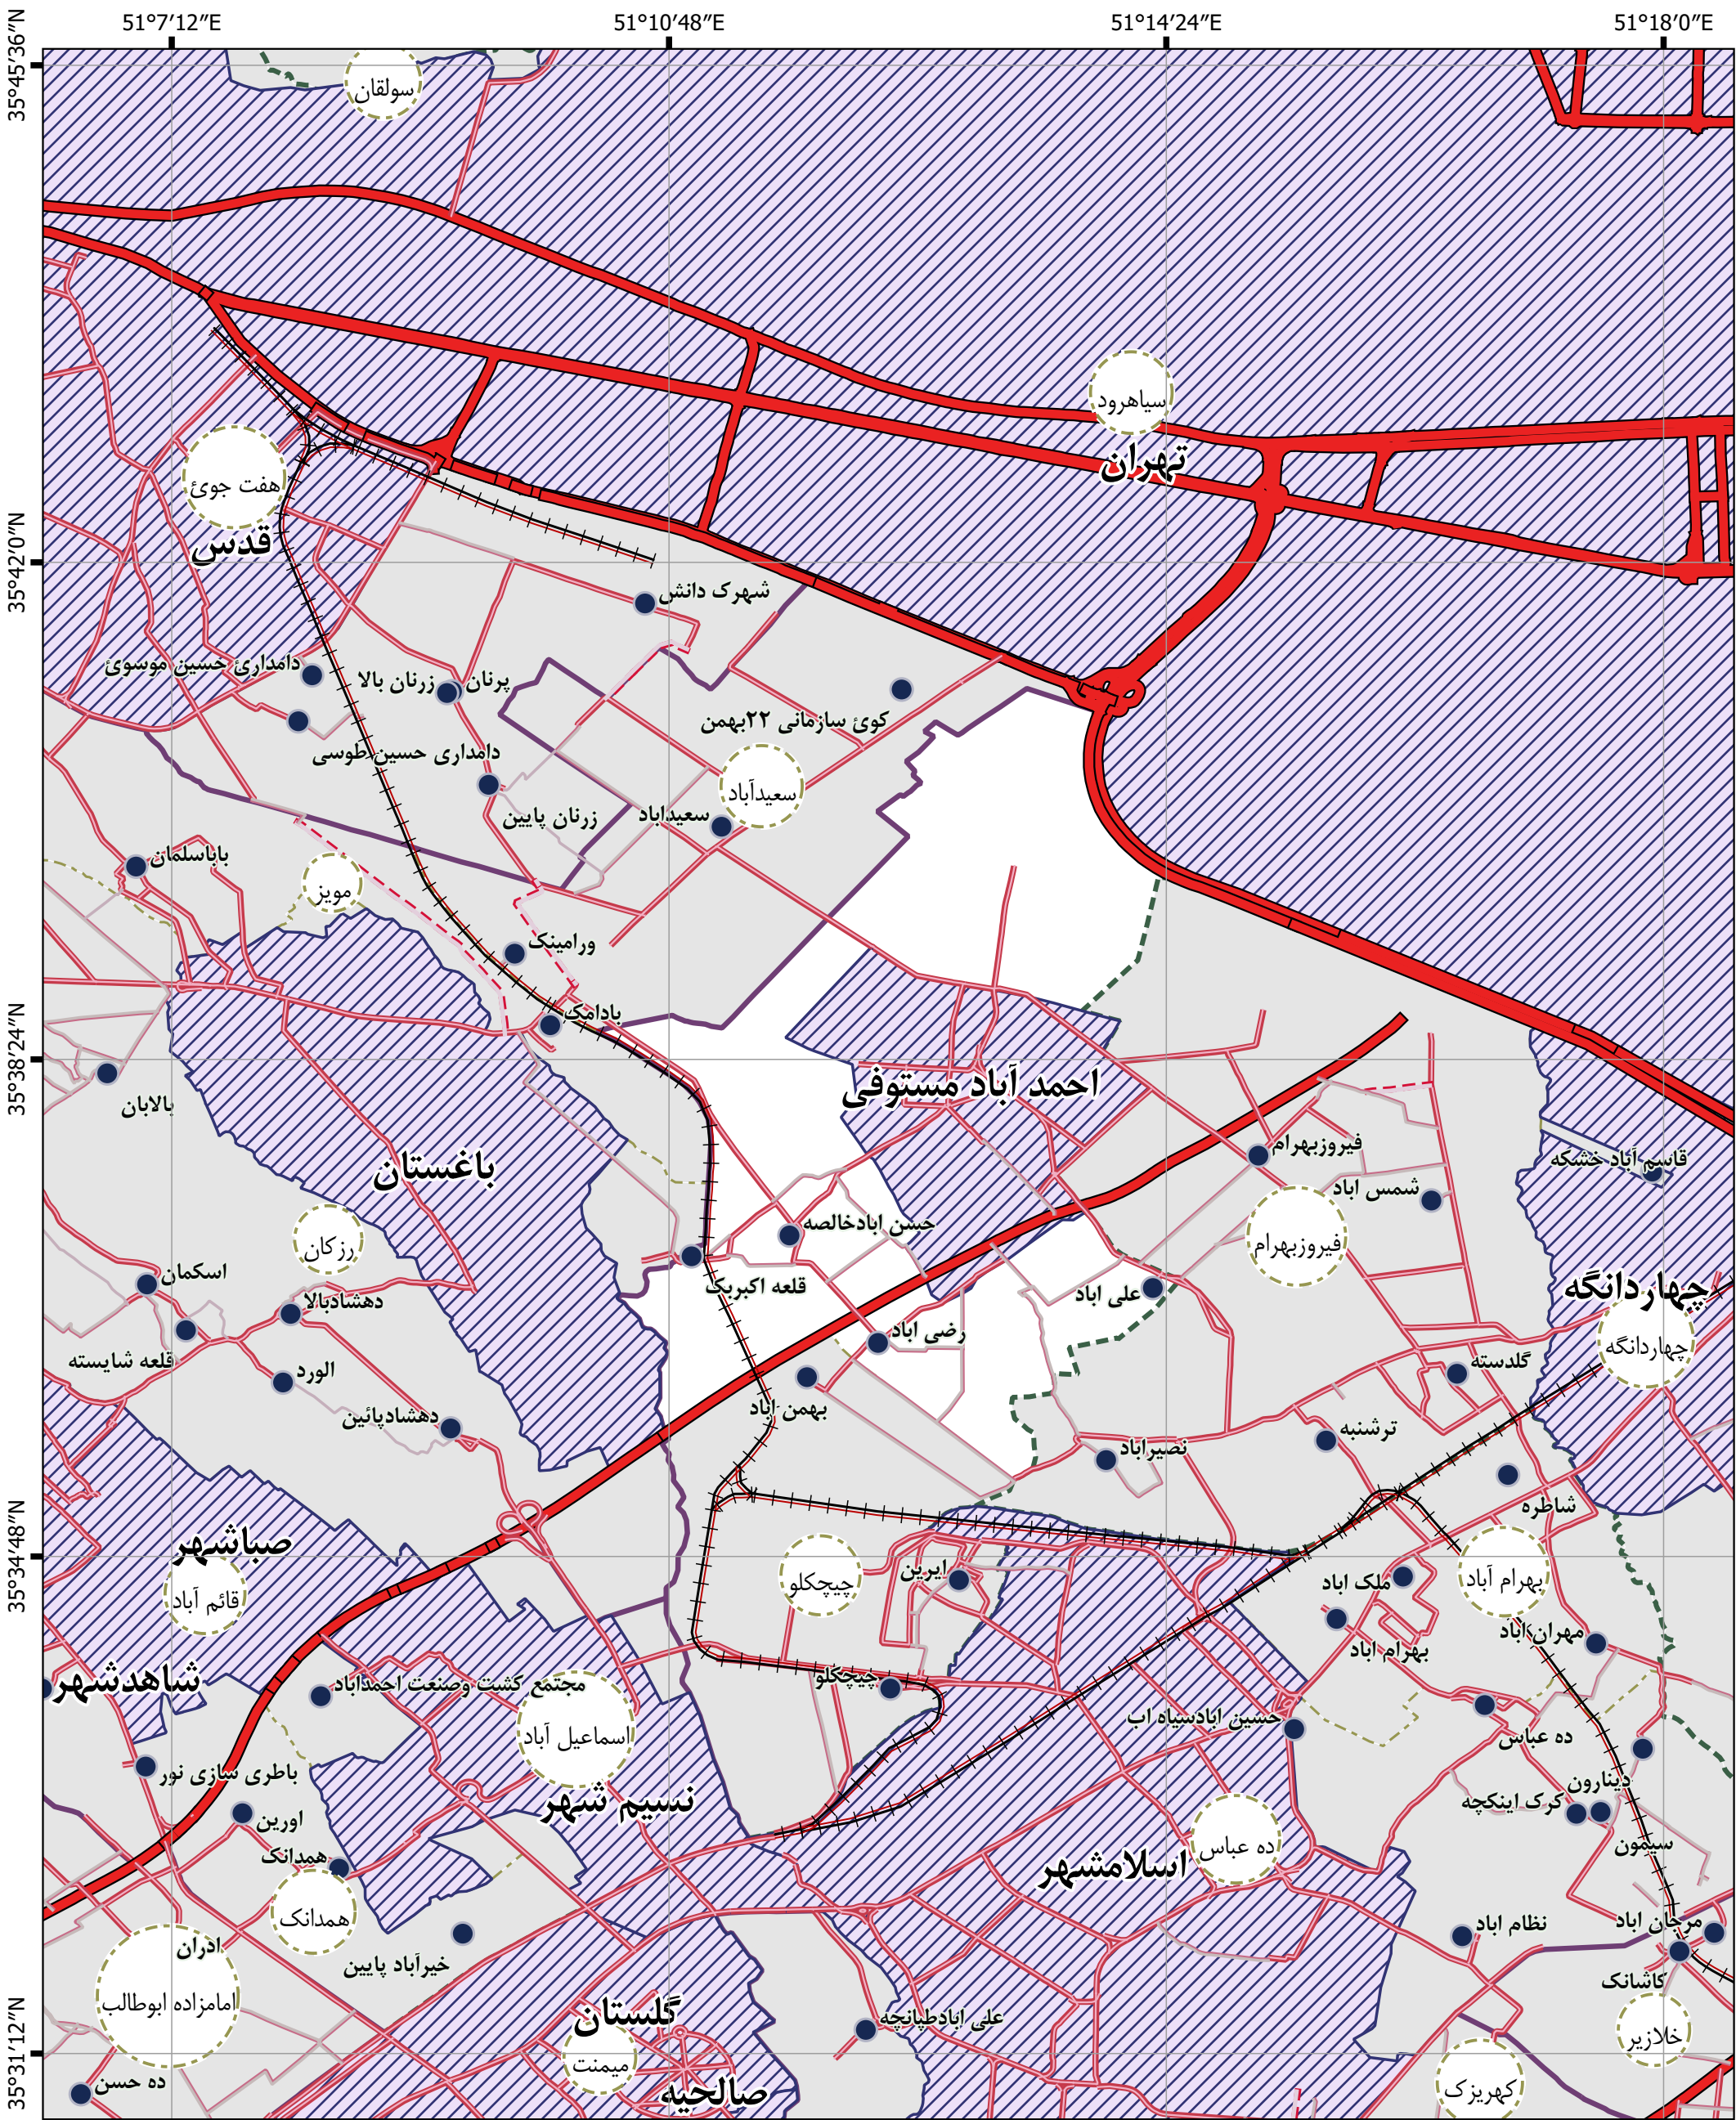 51°7′12″E
51°10′48″E
51°14′24″E
51°18′0″E
35°45′36″N
سولقان
سیاهرود
تهران
هفت جوئ
قدس
35°42′0″N
شهرک دانش
دامداری حسین موسوئ
زرنان بالا
پرنان
کوئ سازمانی ۲۲بهمن
دامداری حسین طوسی
سعیدآباد
زرنان پایین
سعیداباد
باباسلمان
مویز
ورامینک
بادامک
35°38′24″N
احمد آباد مستوفی
بالابان
فیروزبهرام
قاسم آباد خشکه
باغستان
شمس اباد
حسن ابادخالصه
رزکان
فیروزبهرام
اسکمان
قلعه اکبربک
علی اباد
چهاردانگه
دهشادبالا
رضی اباد
چهاردانگه
قلعه شایسته
الورد
گلدسته
بهمن اباد
دهشادپائین
ترشنبه
نصیراباد
شاطره
صباشهر
35°34′48″N
ایرین
چیچکلو
ملک اباد
بهرام آباد
قائم آباد
مهران اباد
بهرام اباد
شاهدشهر
مجتمع کشت وصنعت احمداباد
چیچکلو
حسین ابادسیاه اب
اسماعیل آباد
ده عباس
باطری سازی نور
دینارون
نسیم شهر
کرک اینکچه
اورین
سیمون
همدانک
اسلامشهر
ده عباس
همدانک
نظام اباد
مرجان اباد
ادران
خیرآباد پایین
کاشانک
امامزاده ابوطالب
گلستان
علی ابادطپانچه
خلازیر
35°31′12″N
میمنت
ده حسن
صالحیه
کهریزک